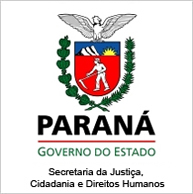 PARANÁ
GOVERNO DO ESTADO
Secretaria da Justiça,
Cidadania e Direitos Humanos